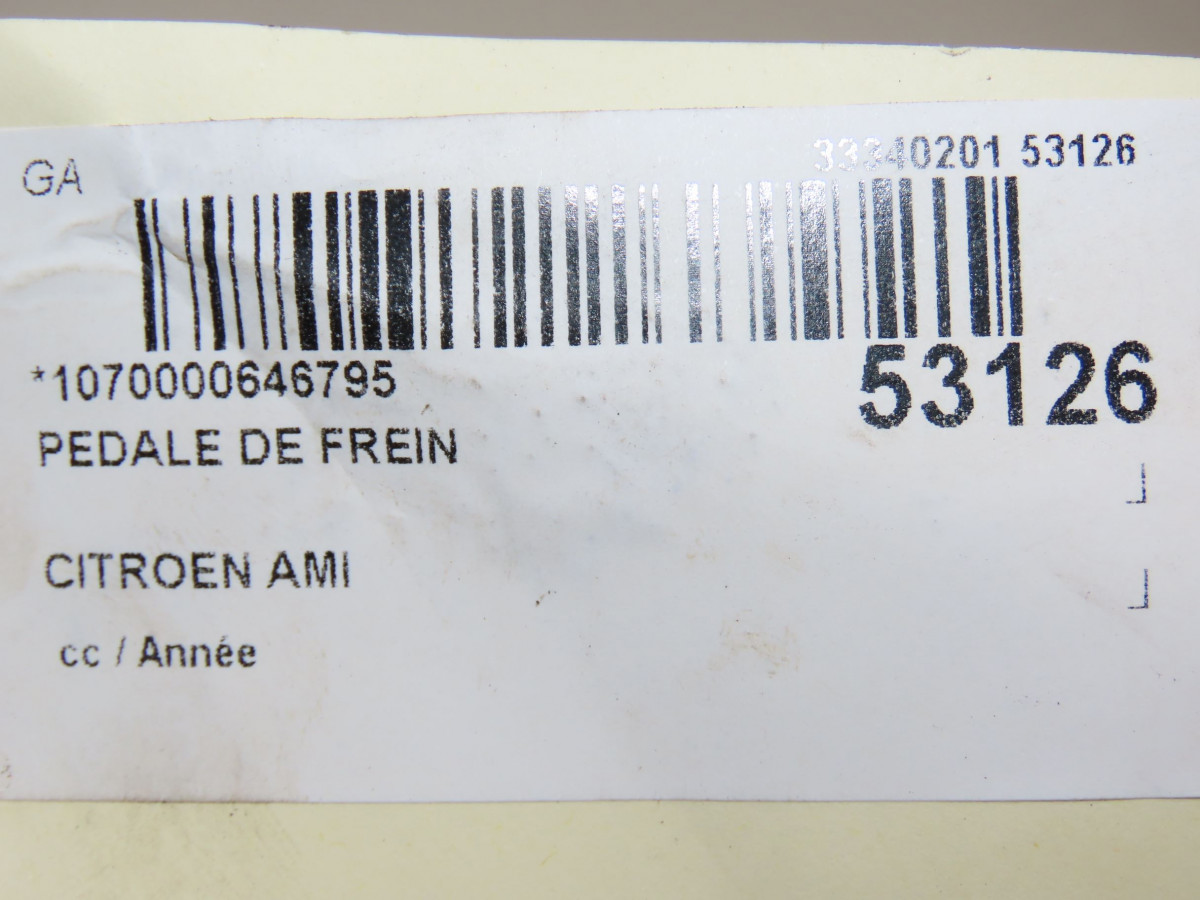 GA
33340201 53126
*1070000646795
53126
PEDALE DE FREIN
CITROEN AMI
cc / Année